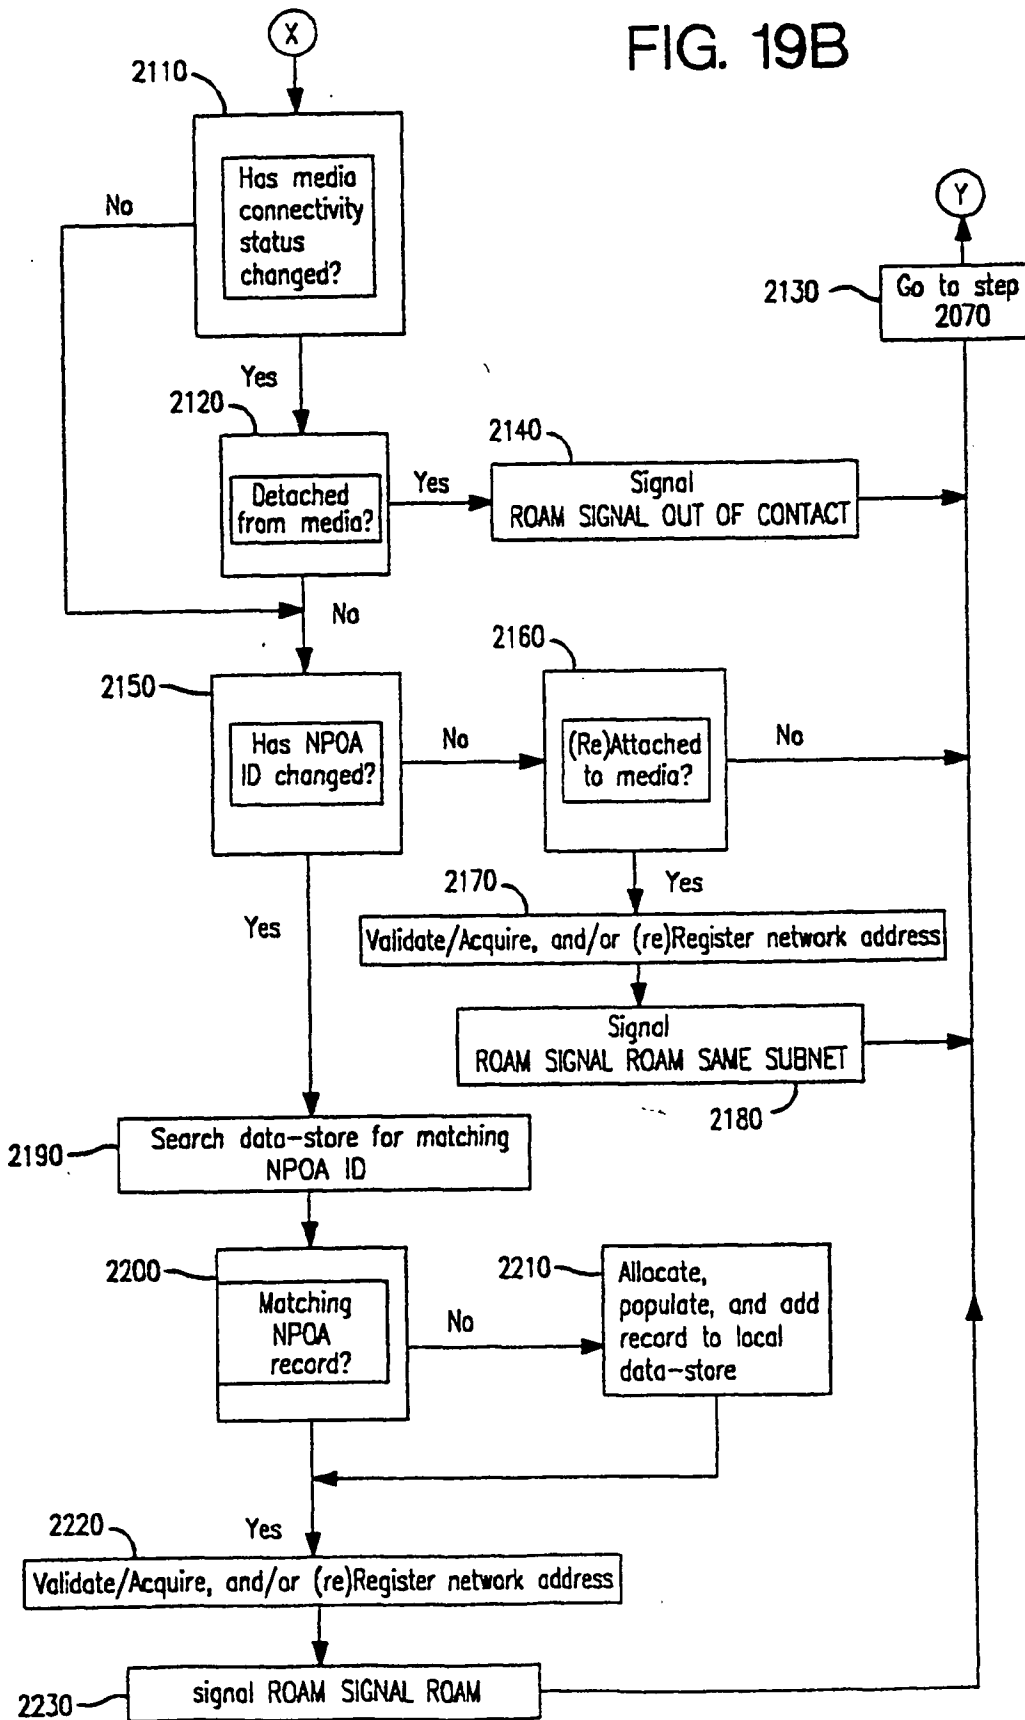 X
FIG. 19B
2110
Has media
connectivity
status
changed?
No
Y
2130
Go to step
2070
Yes
2120
Detached
from media?
Yes
2140
Signal
ROAM SIGNAL OUT OF CONTACT
No
2150
Has NPOA
ID changed?
No
2160
(Re)Attached
to media?
No
Yes
2170
Yes
Validate/Acquire, and/or (re)Register network address
Signal
ROAM SIGNAL ROAM SAME SUBNET
2180
2190
Search data-store for matching
NPOA ID
2200
Matching
NPOA
record?
No
2210
Allocate,
populate, and add
record to local
data-store
2220
Yes
Validate/Acquire, and/or (re)Register network address
2230
signal ROAM SIGNAL ROAM